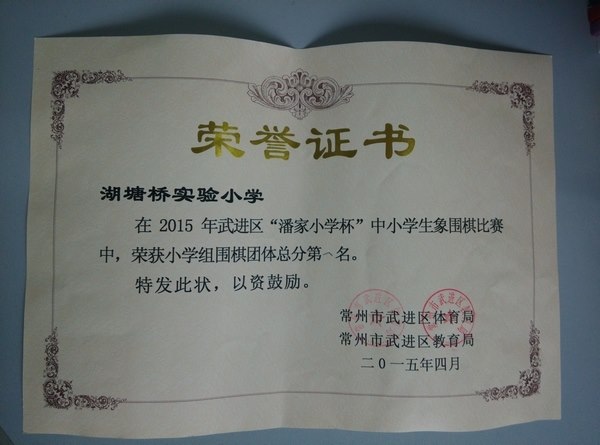 荣誉证书
湖塘桥实验小学
在 2015 年武进区“潘家小学杯”中小学生象围棋比赛
中，荣获小学组围棋团体总分第 名。
特发此状，以资鼓励。
常州市武进区体育局
常州市武进区教育局
二0一五年四月